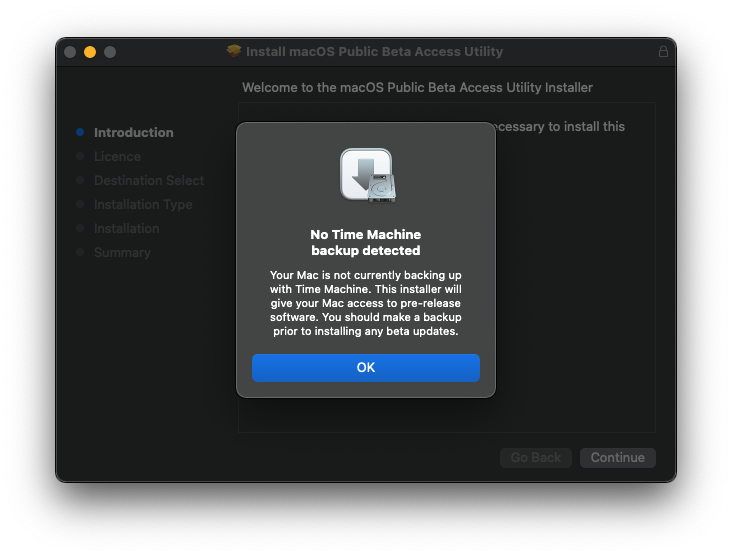 Install macOS Public Beta Access Utility
Welcome to the macOS Public Beta Access Utility Installer
Introduction
Licence
Destination Select
Installation Type
Installation
Summary
necessary to install this
No Time Machine
backup detected
Your Mac is not currently backing up
with Time Machine. This installer will
give your Mac access to pre-release
software. You should make a backup
prior to installing any beta updates.
OK
Go Back
Continue